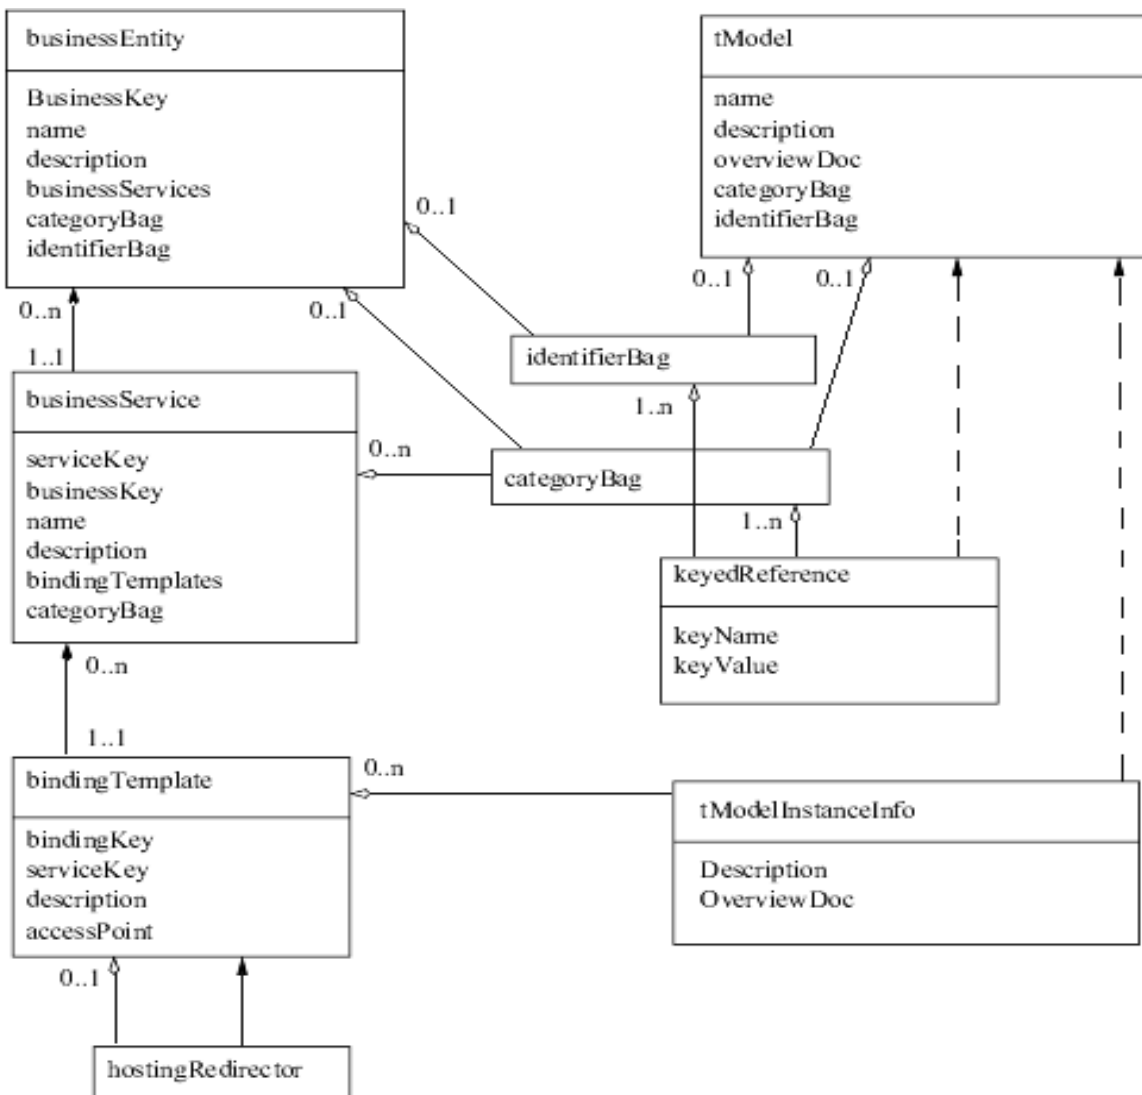 businessEntity
BusinessKey
name
description
businessServices
categoryBag
identifierBag
tModel
name
description
overviewDoc
categoryBag
identifierBag
0..1
0..1
0..1
0..1
0..n
1..1
identifierBag
1..n
businessService
serviceKey
businessKey
name
description
bindingTemplates
categoryBag
0..n
categoryBag
1..n
keyedReference
keyName
keyValue
0..n
1..1
bindingTemplate
bindingKey
serviceKey
description
accessPoint
0..n
tModelInstanceInfo
Description
OverviewDoc
0..1
hostingRedirector